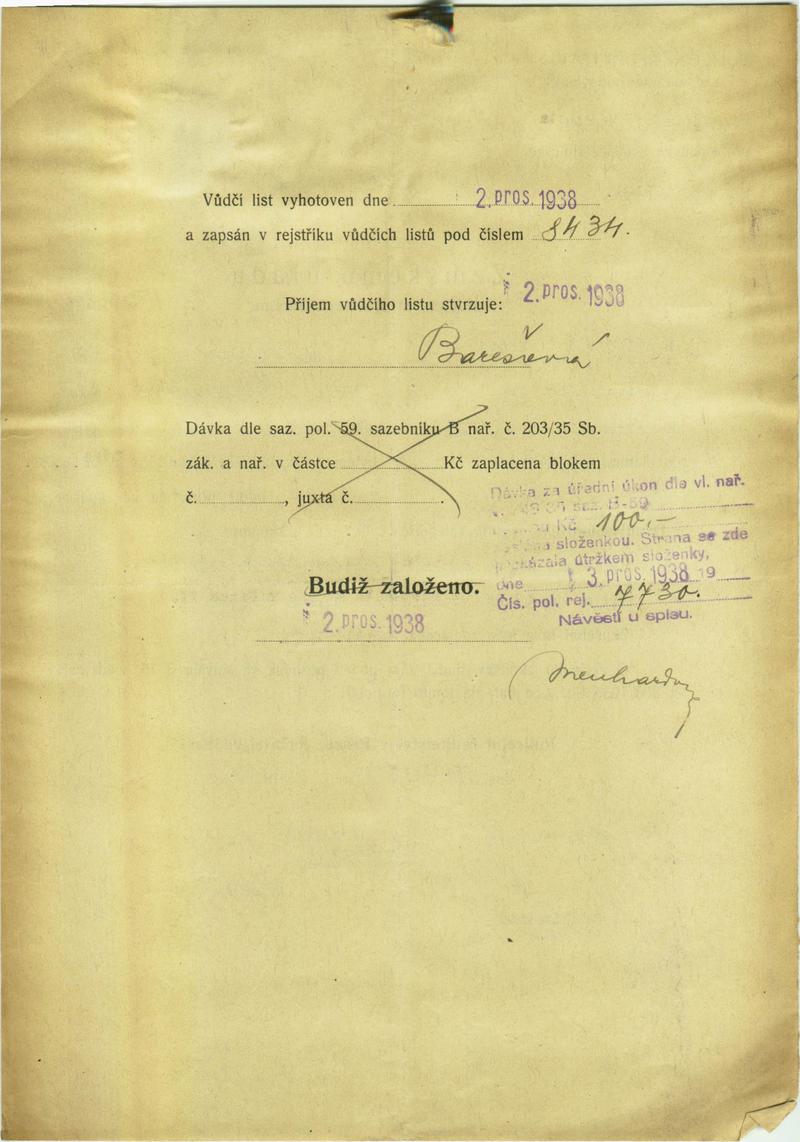 Vůdčí list vyhotoven dne 2. pros. 1938
a zapsán v rejstříku vůdčích listů pod číslem 8434.
Příjem vůdčího listu stvrzuje: 2. pros. 1938
Barešová
Dávka dle saz. pol. 59. sazebníku B nař. č. 203/35 Sb.
zák. a nař. v částce Kč zaplacena blokem
č. , juxta č. .
Dávka za úřední úkon dle vl. nař.
Kč 100.—
složenkou. Strana se zde
útržkem složenky,
dne 3. pros. 1938 19
Čís. pol. rej. 7730.
Návěstí u spisu.
Budiž založeno.
2. pros. 1938